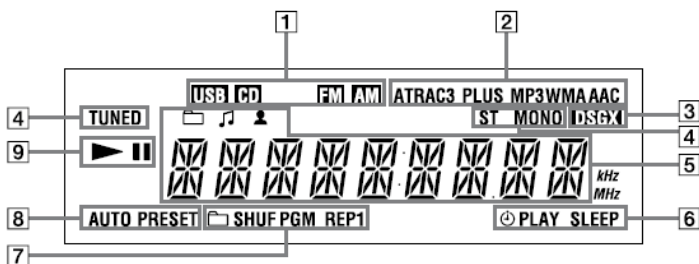 1 2
USB CD FM AM ATRAC3 PLUS MP3 WMA AAC
4 TUNED ST MONO DSGX 3
4
9 5
kHz
MHz
8 AUTO PRESET SHUF PGM REP1 PLAY SLEEP 6
7